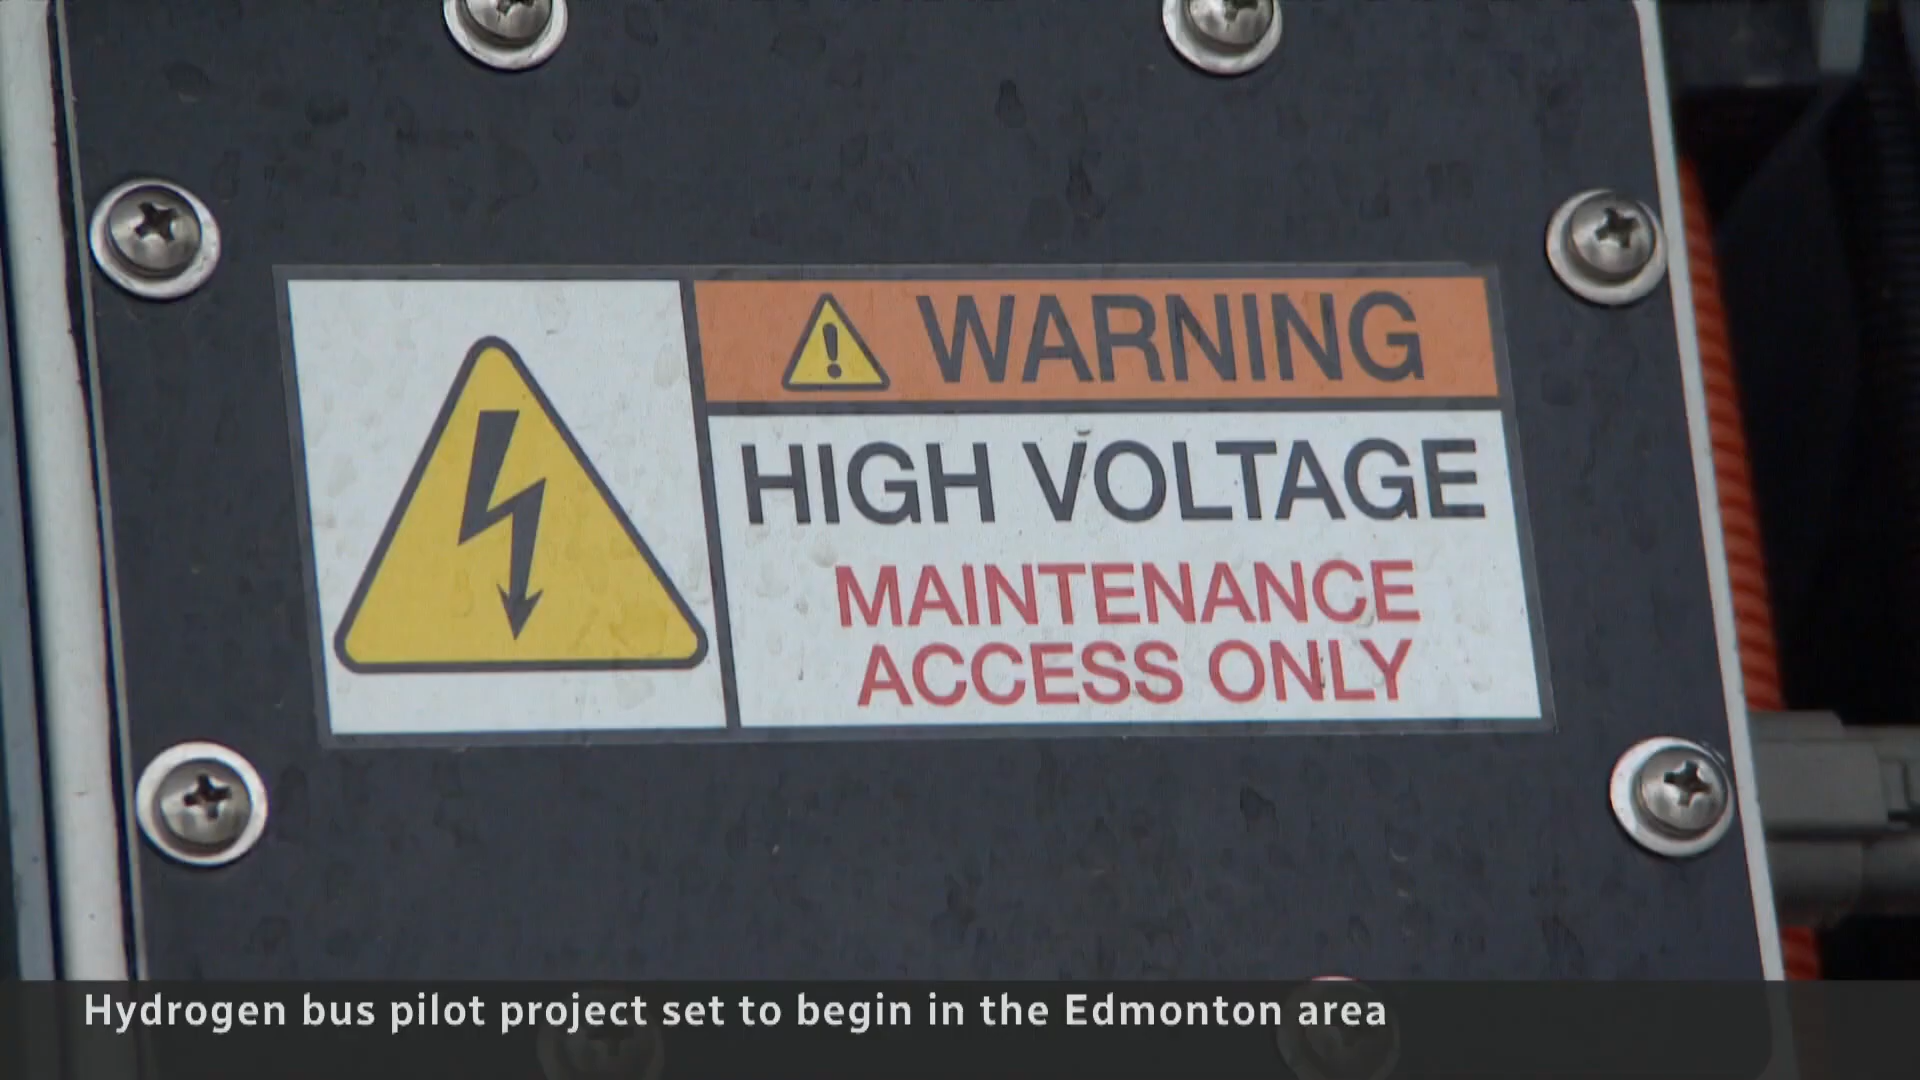 WARNING
HIGH VOLTAGE
MAINTENANCE
ACCESS ONLY
Hydrogen bus pilot project set to begin in the Edmonton area